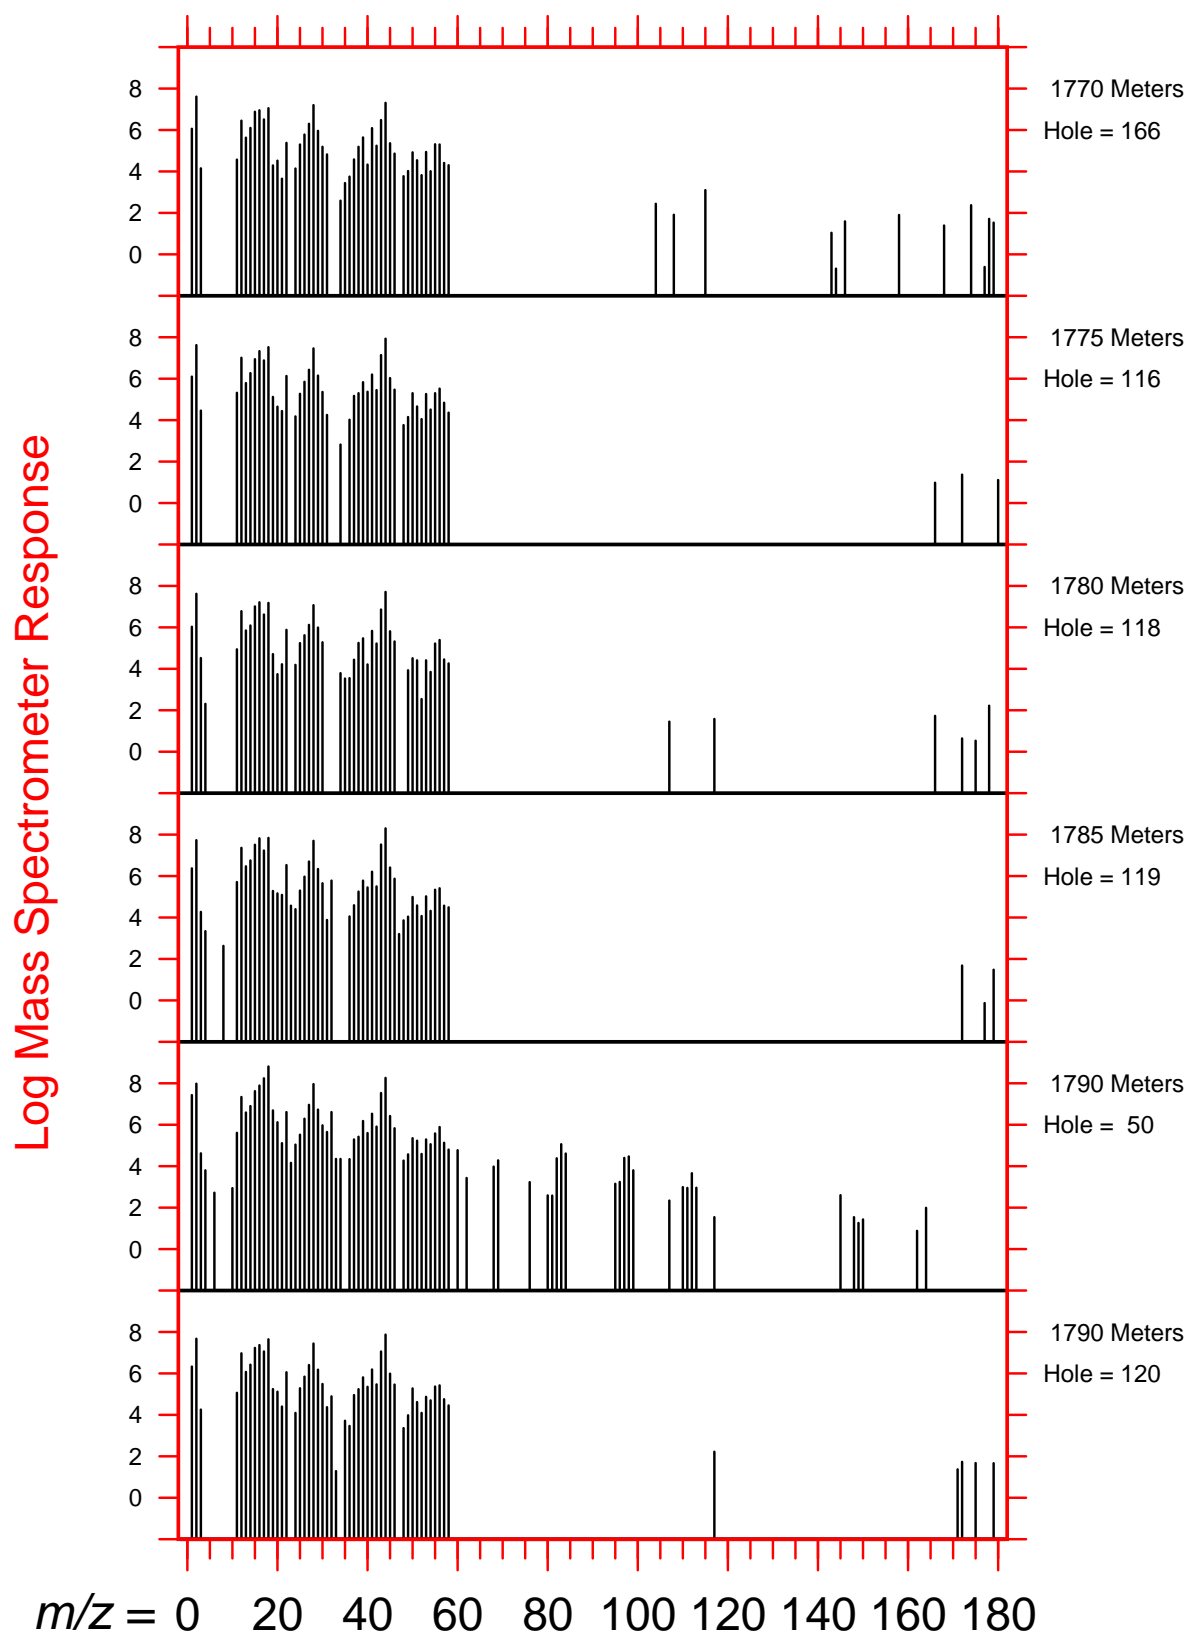 Log Mass Spectrometer Response
8
6
4
2
0
1770 Meters
Hole = 166
8
6
4
2
0
1775 Meters
Hole = 116
8
6
4
2
0
1780 Meters
Hole = 118
8
6
4
2
0
1785 Meters
Hole = 119
8
6
4
2
0
1790 Meters
Hole = 50
8
6
4
2
0
1790 Meters
Hole = 120
m/z = 0 20 40 60 80 100 120 140 160 180